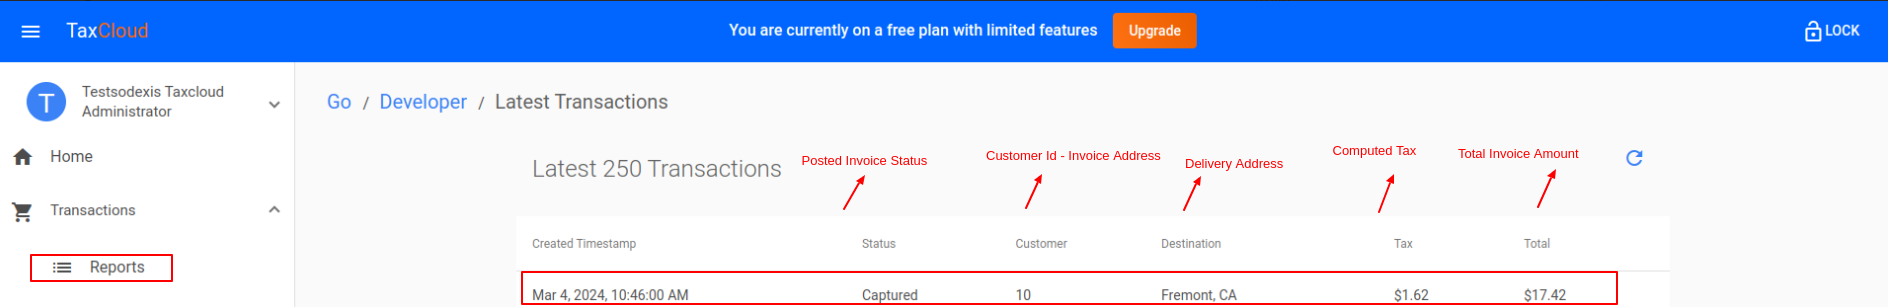 TaxCloud
You are currently on a free plan with limited features
Upgrade
LOCK
T
Testsodexis Taxcloud
Administrator
Home
Transactions
Reports
Go / Developer / Latest Transactions
Latest 250 Transactions
Posted Invoice Status
Customer Id - Invoice Address
Delivery Address
Computed Tax
Total Invoice Amount
Created Timestamp Status Customer Destination Tax Total
Mar 4, 2024, 10:46:00 AM Captured 10 Fremont, CA $1.62 $17.42